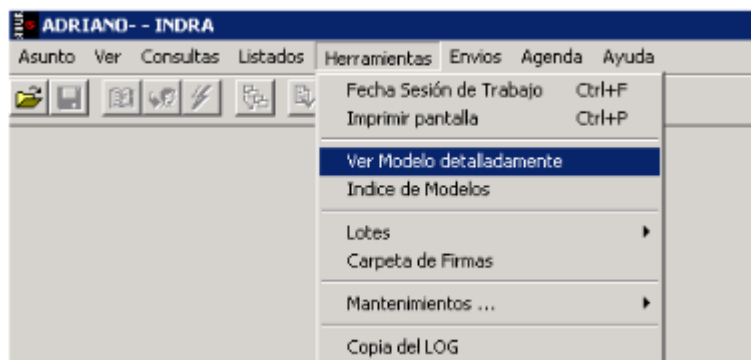 ADRIANO- - INDRA
Asunto Ver Consultas Listados Herramientas Envios Agenda Ayuda
Fecha Sesión de Trabajo Ctrl+F
Imprimir pantalla Ctrl+P
Ver Modelo detalladamente
Indice de Modelos
Lotes
Carpeta de Firmas
Mantenimientos ...
Copia del LOG